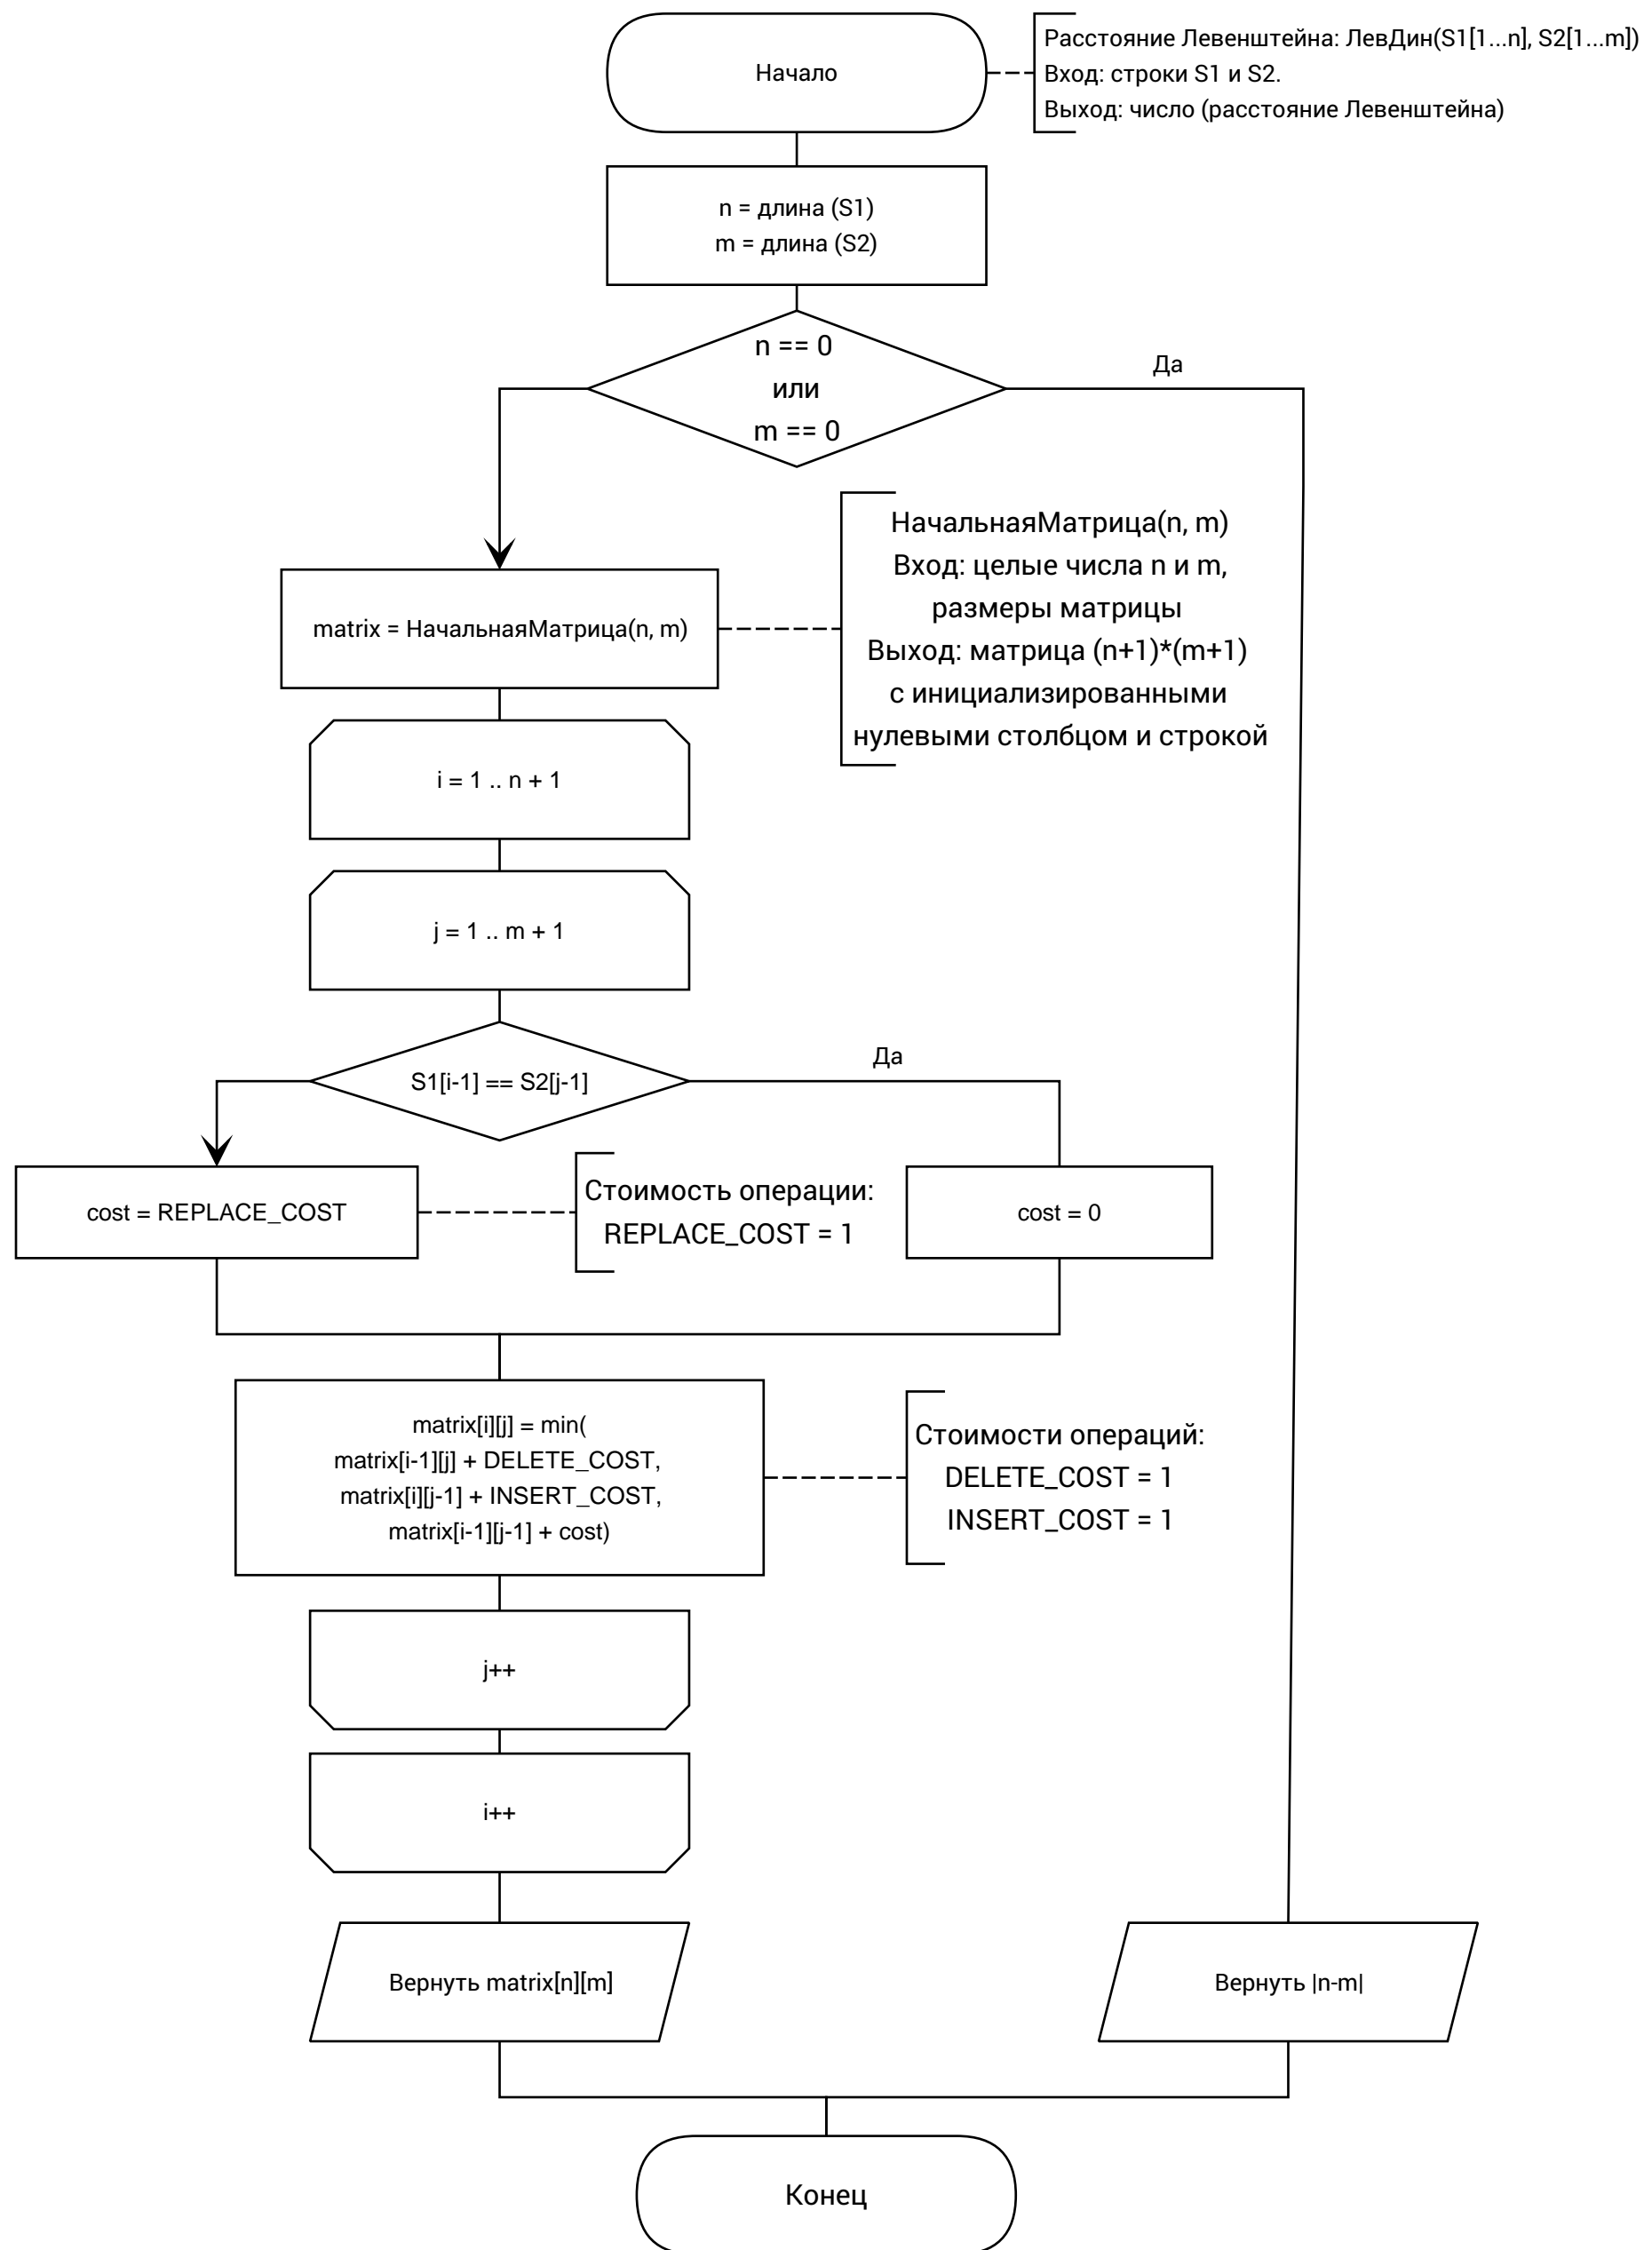 Начало
Расстояние Левенштейна: ЛевДин(S1[1...n], S2[1...m])
Вход: строки S1 и S2.
Выход: число (расстояние Левенштейна)
n = длина (S1)
m = длина (S2)
n == 0
или
m == 0
Да
НачальнаяМатрица(n, m)
Вход: целые числа n и m,
размеры матрицы
Выход: матрица (n+1)*(m+1)
с инициализированными
нулевыми столбцом и строкой
matrix = НачальнаяМатрица(n, m)
i = 1 .. n + 1
j = 1 .. m + 1
S1[i-1] == S2[j-1]
Да
cost = REPLACE_COST
Стоимость операции:
REPLACE_COST = 1
cost = 0
matrix[i][j] = min(
matrix[i-1][j] + DELETE_COST,
matrix[i][j-1] + INSERT_COST,
matrix[i-1][j-1] + cost)
Стоимости операций:
DELETE_COST = 1
INSERT_COST = 1
j++
i++
Вернуть matrix[n][m]
Вернуть |n-m|
Конец